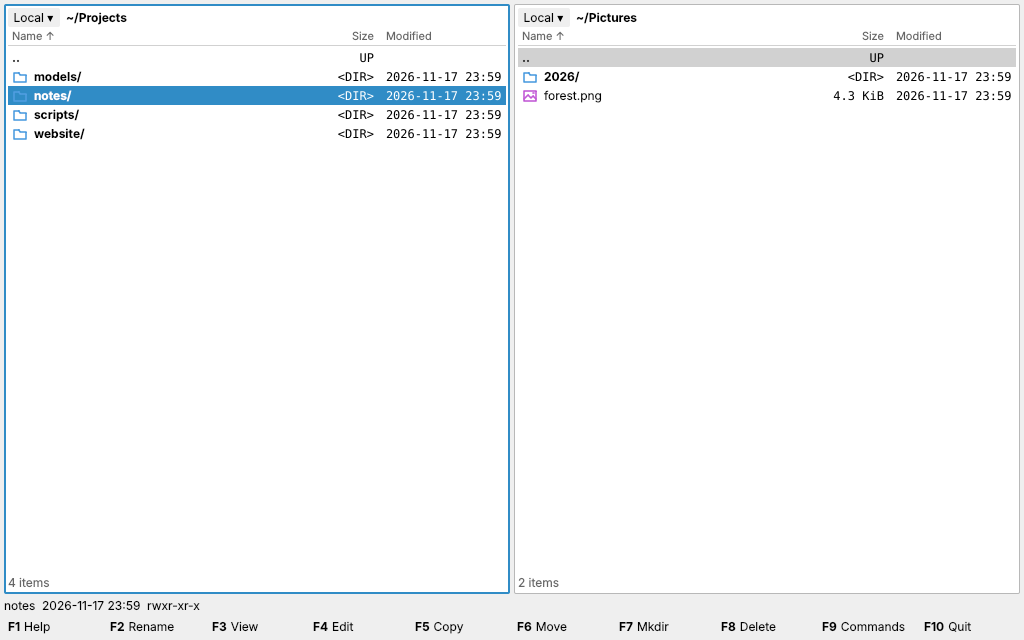 Local ▾ ~/Projects
Name ↑ Size Modified
.. UP
models/ <DIR> 2026-11-17 23:59
notes/ <DIR> 2026-11-17 23:59
scripts/ <DIR> 2026-11-17 23:59
website/ <DIR> 2026-11-17 23:59
4 items
Local ▾ ~/Pictures
Name ↑ Size Modified
.. UP
2026/ <DIR> 2026-11-17 23:59
forest.png 4.3 KiB 2026-11-17 23:59
2 items
notes 2026-11-17 23:59 rwxr-xr-x
F1 Help F2 Rename F3 View F4 Edit F5 Copy F6 Move F7 Mkdir F8 Delete F9 Commands F10 Quit